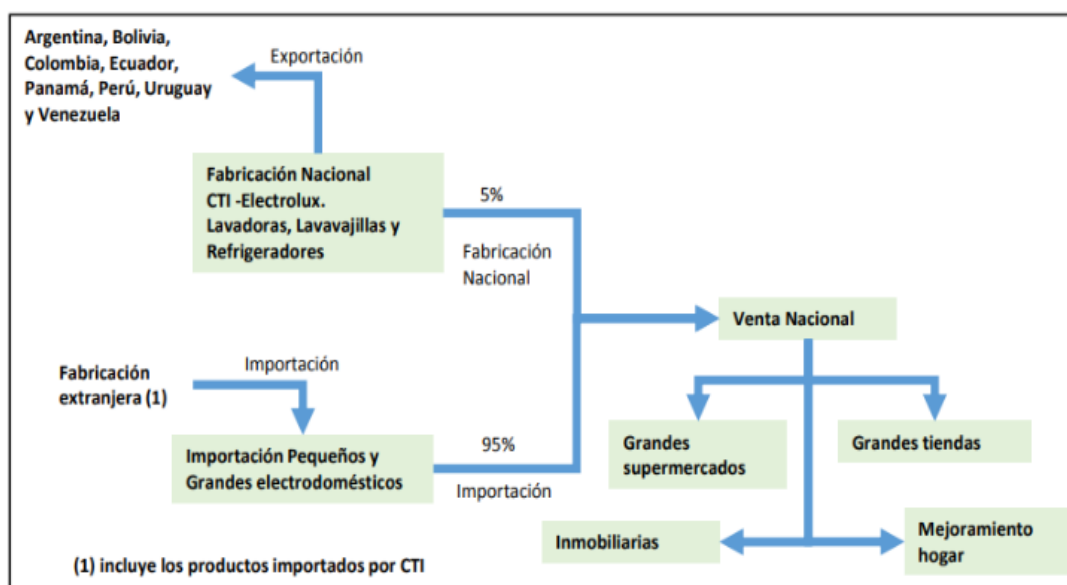 Argentina, Bolivia,
Colombia, Ecuador,
Panamá, Perú, Uruguay
y Venezuela
Exportación
Fabricación Nacional
CTI -Electrolux.
Lavadoras, Lavavajillas y
Refrigeradores
5%
Fabricación
Nacional
Venta Nacional
Fabricación
extranjera (1)
Importación
Importación Pequeños y
Grandes electrodomésticos
95%
Importación
Grandes
supermercados
Grandes tiendas
Inmobiliarias
Mejoramiento
hogar
(1) incluye los productos importados por CTI